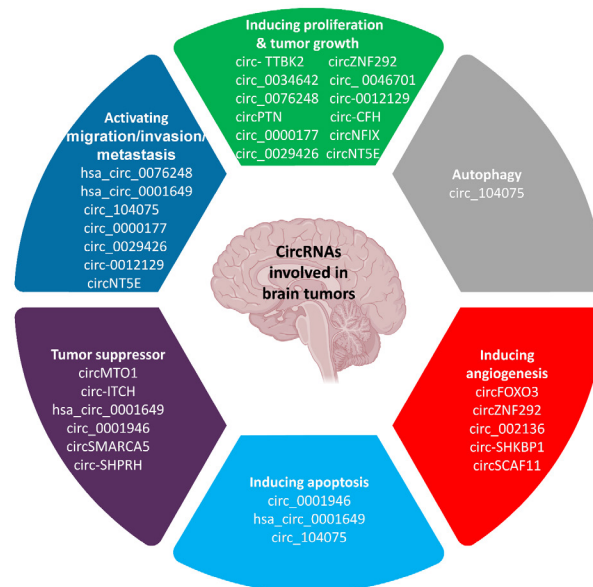 Inducing proliferation
& tumor growth
circ- TTBK2 circZNF292
circ_0034642 circ_ 0046701
circ_0076248 circ-0012129
circPTN circ-CFH
circ_0000177 circNFIX
circ_0029426 circNT5E
Autophagy
circ_104075
Inducing
angiogenesis
circFOXO3
circZNF292
circ_002136
circ-SHKBP1
circSCAF11
Inducing apoptosis
circ_0001946
hsa_circ_0001649
circ_104075
Tumor suppressor
circMTO1
circ-ITCH
hsa_circ_0001649
circ_0001946
circSMARCA5
circ-SHPRH
Activating
migration/invasion/
metastasis
hsa_circ_0076248
hsa_circ_0001649
circ_104075
circ_0000177
circ_0029426
circ-0012129
circNT5E
CircRNAs
involved in
brain tumors